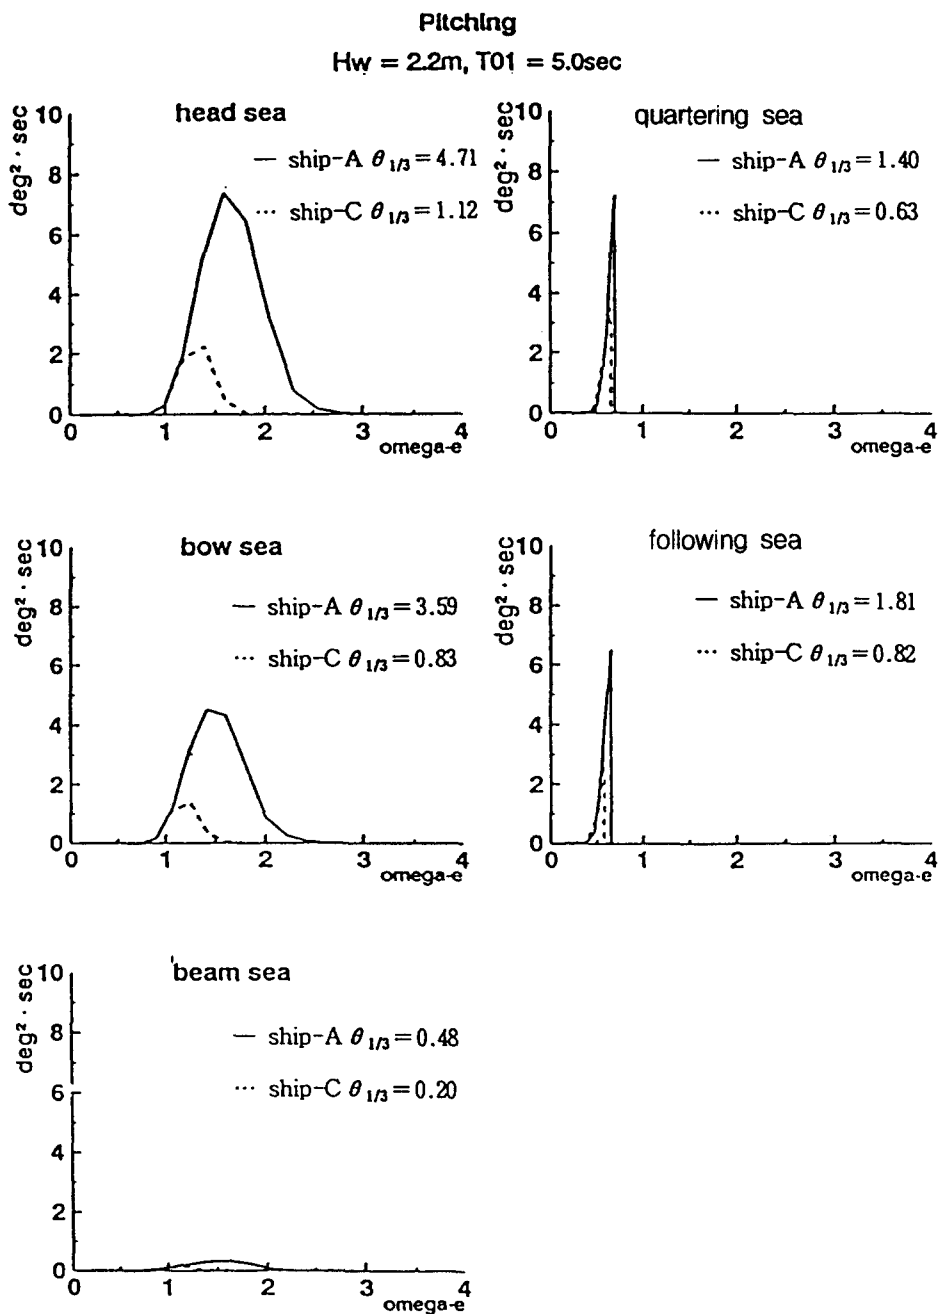 Pitching
Hw = 2.2m, T01 = 5.0sec
head sea
deg² · sec
— ship-A θ1/3=4.71
··· ship-C θ1/3=1.12
10
8
6
4
2
0
0 1 2 3 4
omega-e
quartering sea
deg² · sec
— ship-A θ1/3=1.40
··· ship-C θ1/3=0.63
10
8
6
4
2
0
0 1 2 3 4
omega-e
bow sea
deg² · sec
— ship-A θ1/3=3.59
··· ship-C θ1/3=0.83
10
8
6
4
2
0
0 1 2 3 4
omega-e
following sea
deg² · sec
— ship-A θ1/3=1.81
··· ship-C θ1/3=0.82
10
8
6
4
2
0
0 1 2 3 4
omega-e
beam sea
deg² · sec
— ship-A θ1/3=0.48
··· ship-C θ1/3=0.20
10
8
6
4
2
0
0 1 2 3 4
omega-e